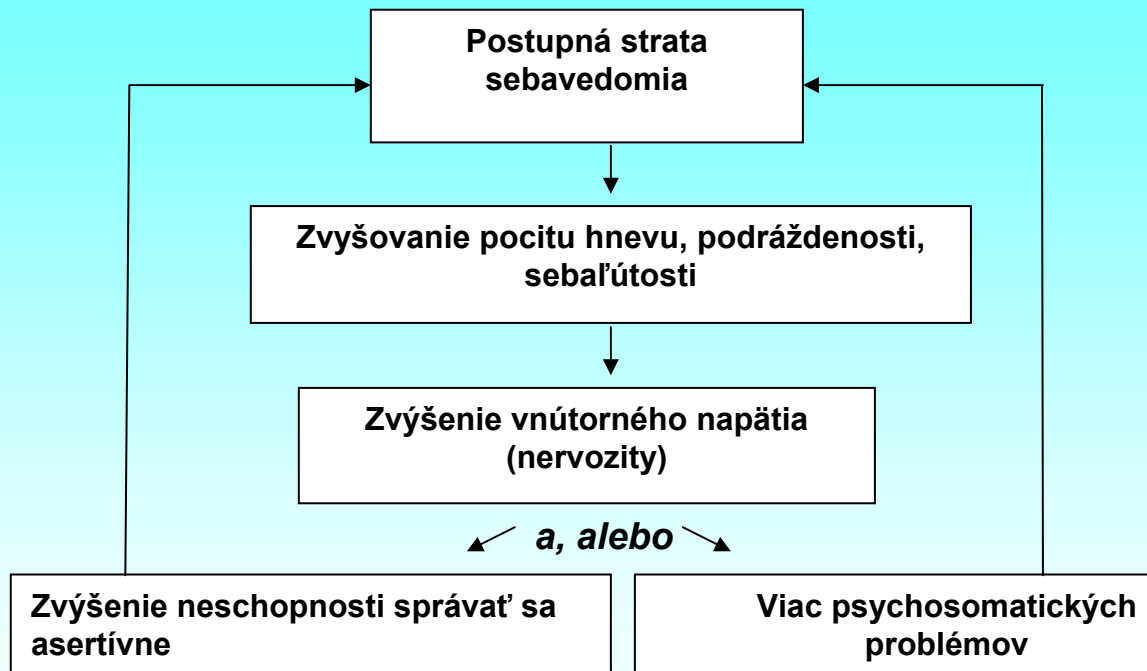 Postupná strata
sebavedomia
Zvyšovanie pocitu hnevu, podráždenosti,
sebaľútosti
Zvýšenie vnútorného napätia
(nervozity)
a, alebo
Zvýšenie neschopnosti správať sa
asertívne
Viac psychosomatických
problémov